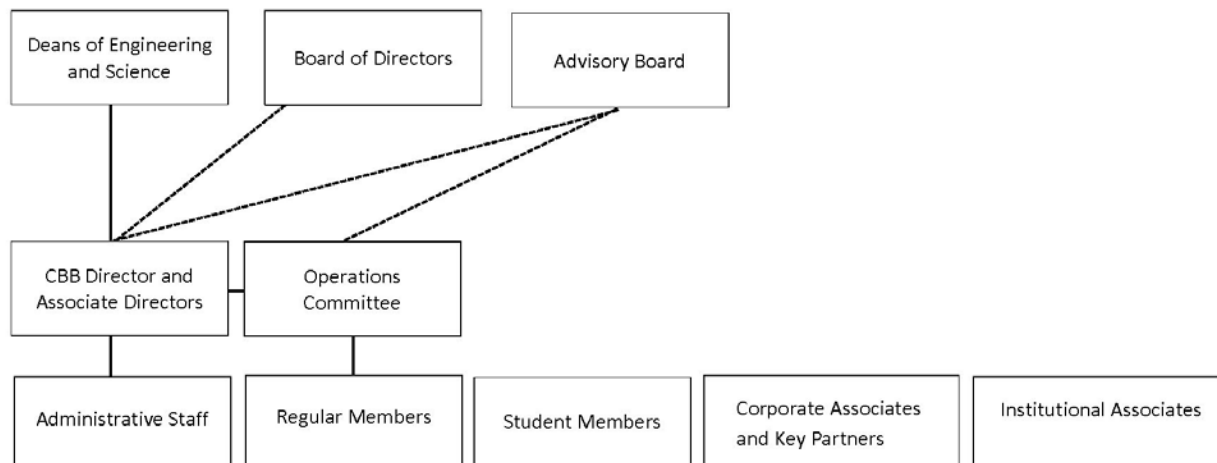 Deans of Engineering
and Science
Board of Directors
Advisory Board
CBB Director and
Associate Directors
Operations
Committee
Administrative Staff
Regular Members
Student Members
Corporate Associates
and Key Partners
Institutional Associates